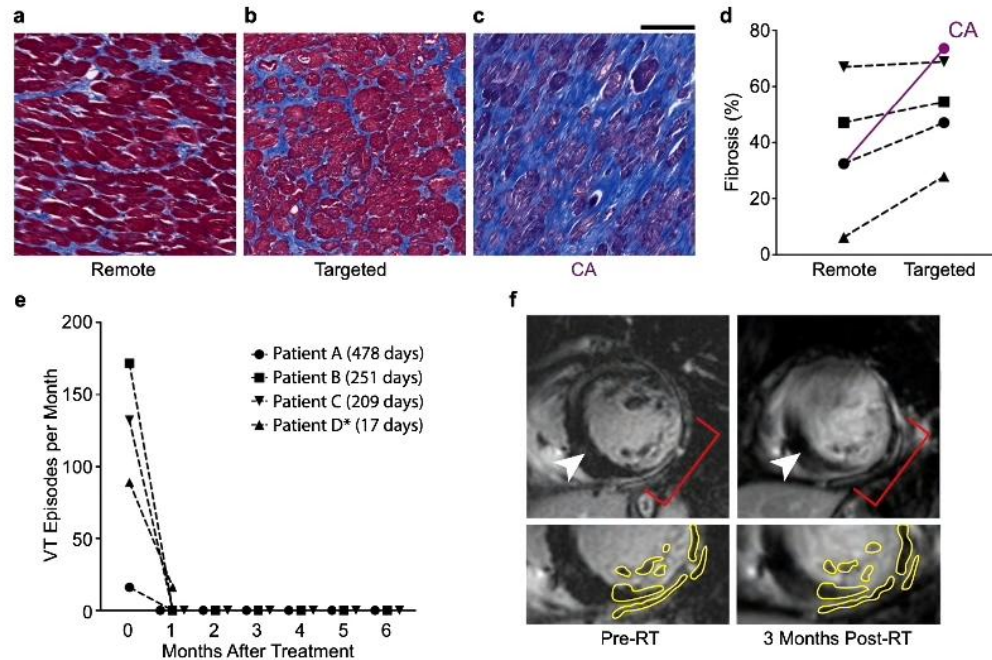 a
b
c
d
Remote
Targeted
CA
80
60
40
20
0
Fibrosis (%)
CA
Remote
Targeted
e
200
150
100
50
0
VT Episodes per Month
Patient A (478 days)
Patient B (251 days)
Patient C (209 days)
Patient D* (17 days)
0 1 2 3 4 5 6
Months After Treatment
f
Pre-RT
3 Months Post-RT